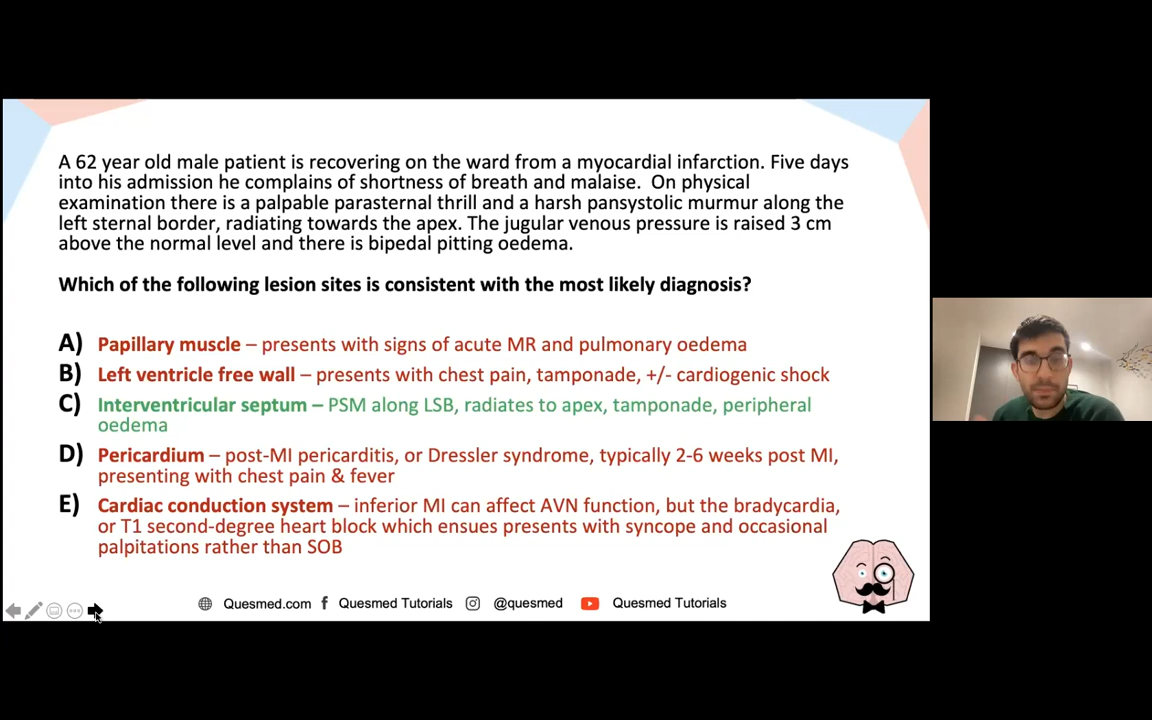 A 62 year old male patient is recovering on the ward from a myocardial infarction. Five days
into his admission he complains of shortness of breath and malaise.  On physical
examination there is a palpable parasternal thrill and a harsh pansystolic murmur along the
left sternal border, radiating towards the apex. The jugular venous pressure is raised 3 cm
above the normal level and there is bipedal pitting oedema.
Which of the following lesion sites is consistent with the most likely diagnosis?
A) Papillary muscle – presents with signs of acute MR and pulmonary oedema
B) Left ventricle free wall – presents with chest pain, tamponade, +/- cardiogenic shock
C) Interventricular septum – PSM along LSB, radiates to apex, tamponade, peripheral
oedema
D) Pericardium – post-MI pericarditis, or Dressler syndrome, typically 2-6 weeks post MI,
presenting with chest pain & fever
E) Cardiac conduction system – inferior MI can affect AVN function, but the bradycardia,
or T1 second-degree heart block which ensues presents with syncope and occasional
palpitations rather than SOB
Quesmed.com f Quesmed Tutorials @quesmed Quesmed Tutorials